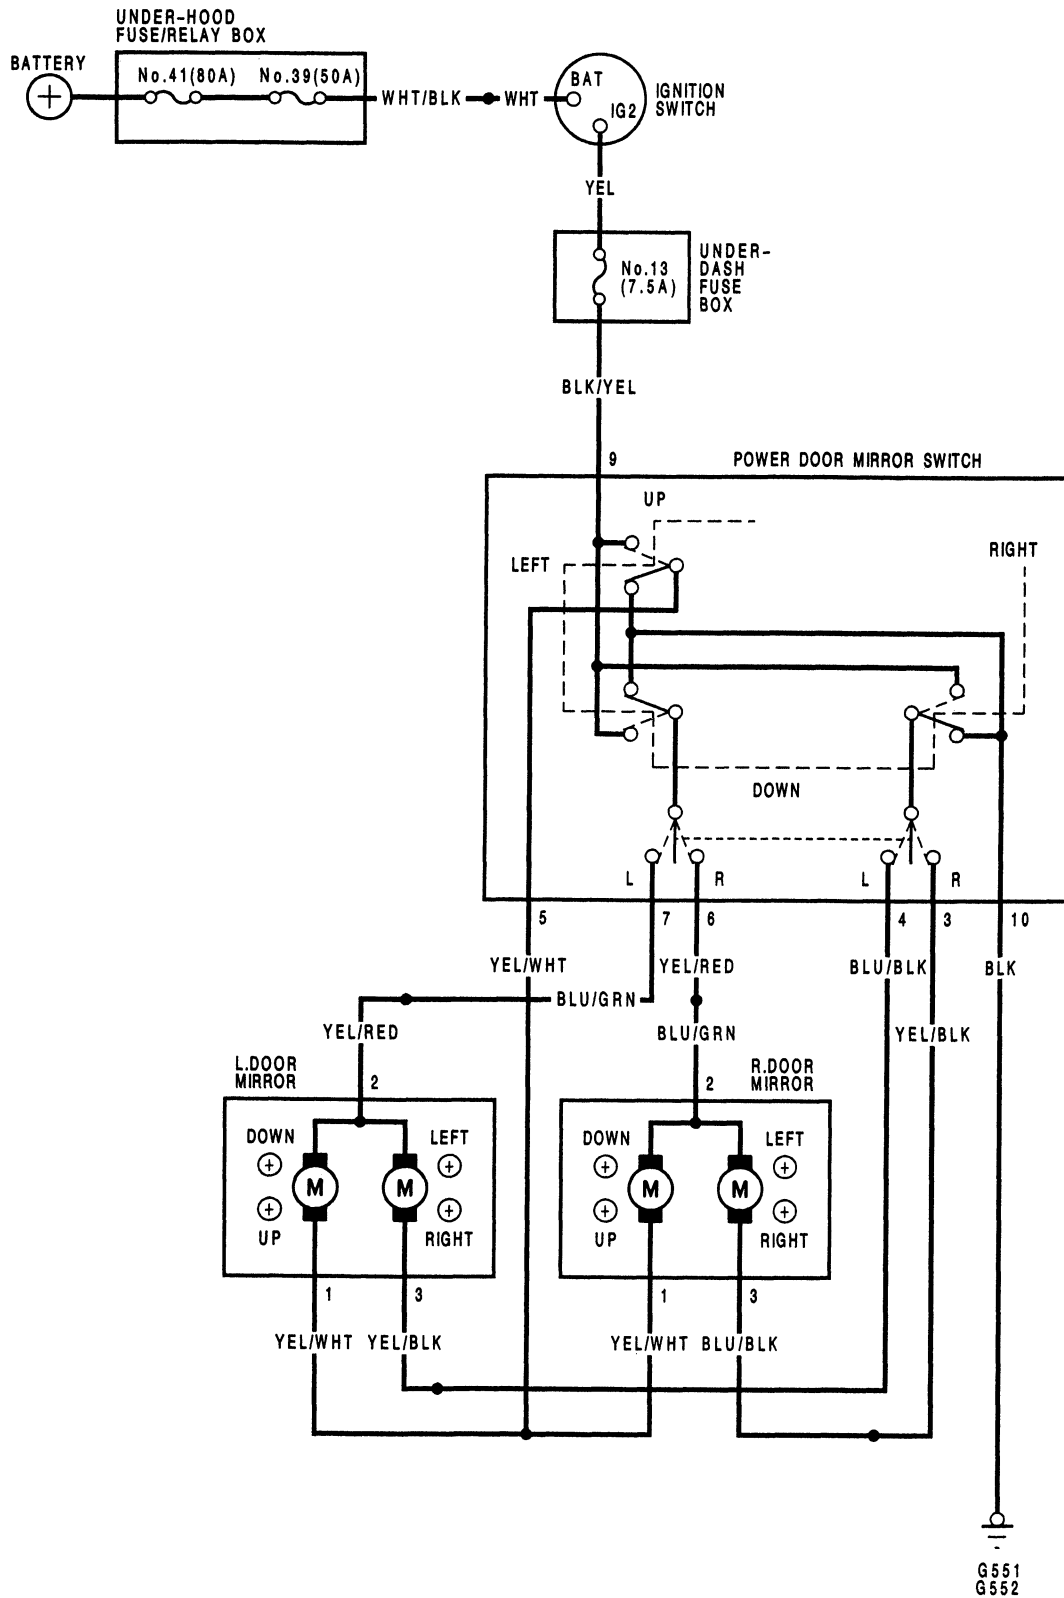 UNDER-HOOD
FUSE/RELAY BOX
BATTERY
No.41(80A)
No.39(50A)
WHT/BLK
WHT
BAT
IG2
IGNITION
SWITCH
YEL
No.13
(7.5A)
UNDER-
DASH
FUSE
BOX
BLK/YEL
9
POWER DOOR MIRROR SWITCH
UP
LEFT
RIGHT
DOWN
L
R
L
R
5
7
6
4
3
10
YEL/WHT
YEL/RED
BLU/BLK
BLK
BLU/GRN
YEL/RED
BLU/GRN
YEL/BLK
L.DOOR
MIRROR
2
R.DOOR
MIRROR
2
DOWN
LEFT
M
M
UP
RIGHT
DOWN
LEFT
M
M
UP
RIGHT
1
3
1
3
YEL/WHT
YEL/BLK
YEL/WHT
BLU/BLK
G551
G552